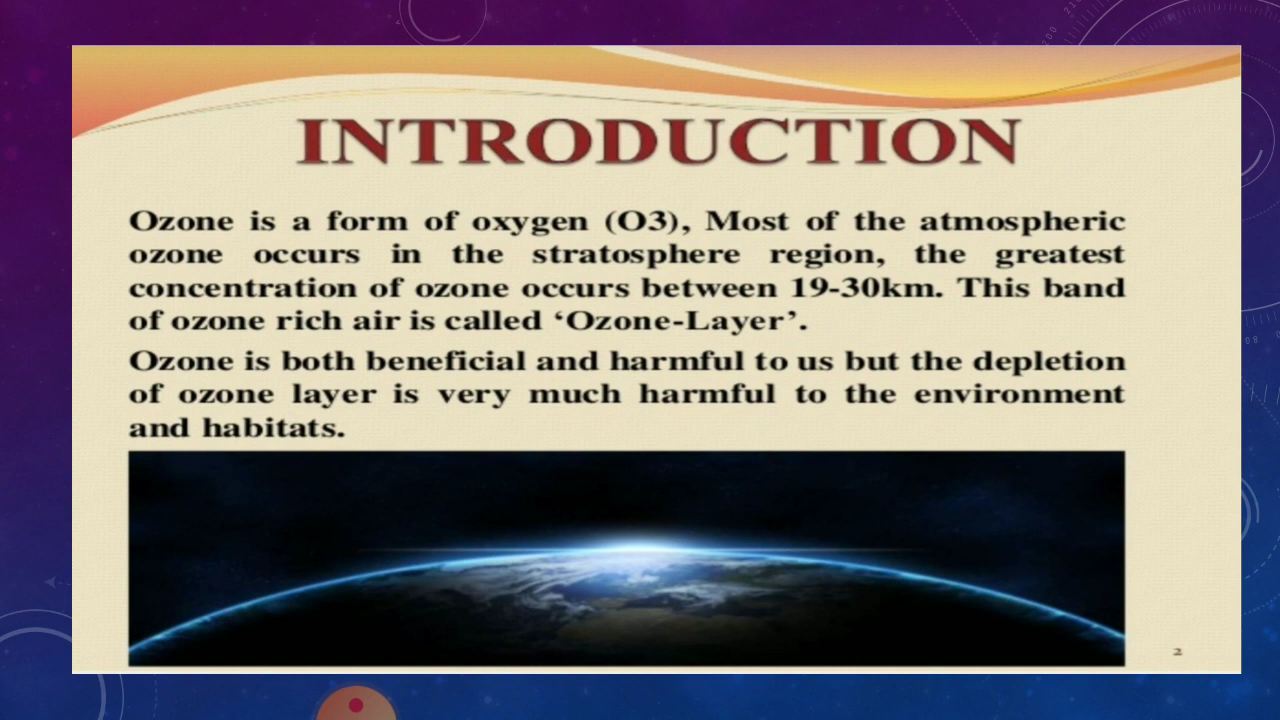 INTRODUCTION
Ozone is a form of oxygen (O3), Most of the atmospheric
ozone occurs in the stratosphere region, the greatest
concentration of ozone occurs between 19-30km. This band
of ozone rich air is called ‘Ozone-Layer’.
Ozone is both beneficial and harmful to us but the depletion
of ozone layer is very much harmful to the environment
and habitats.
2